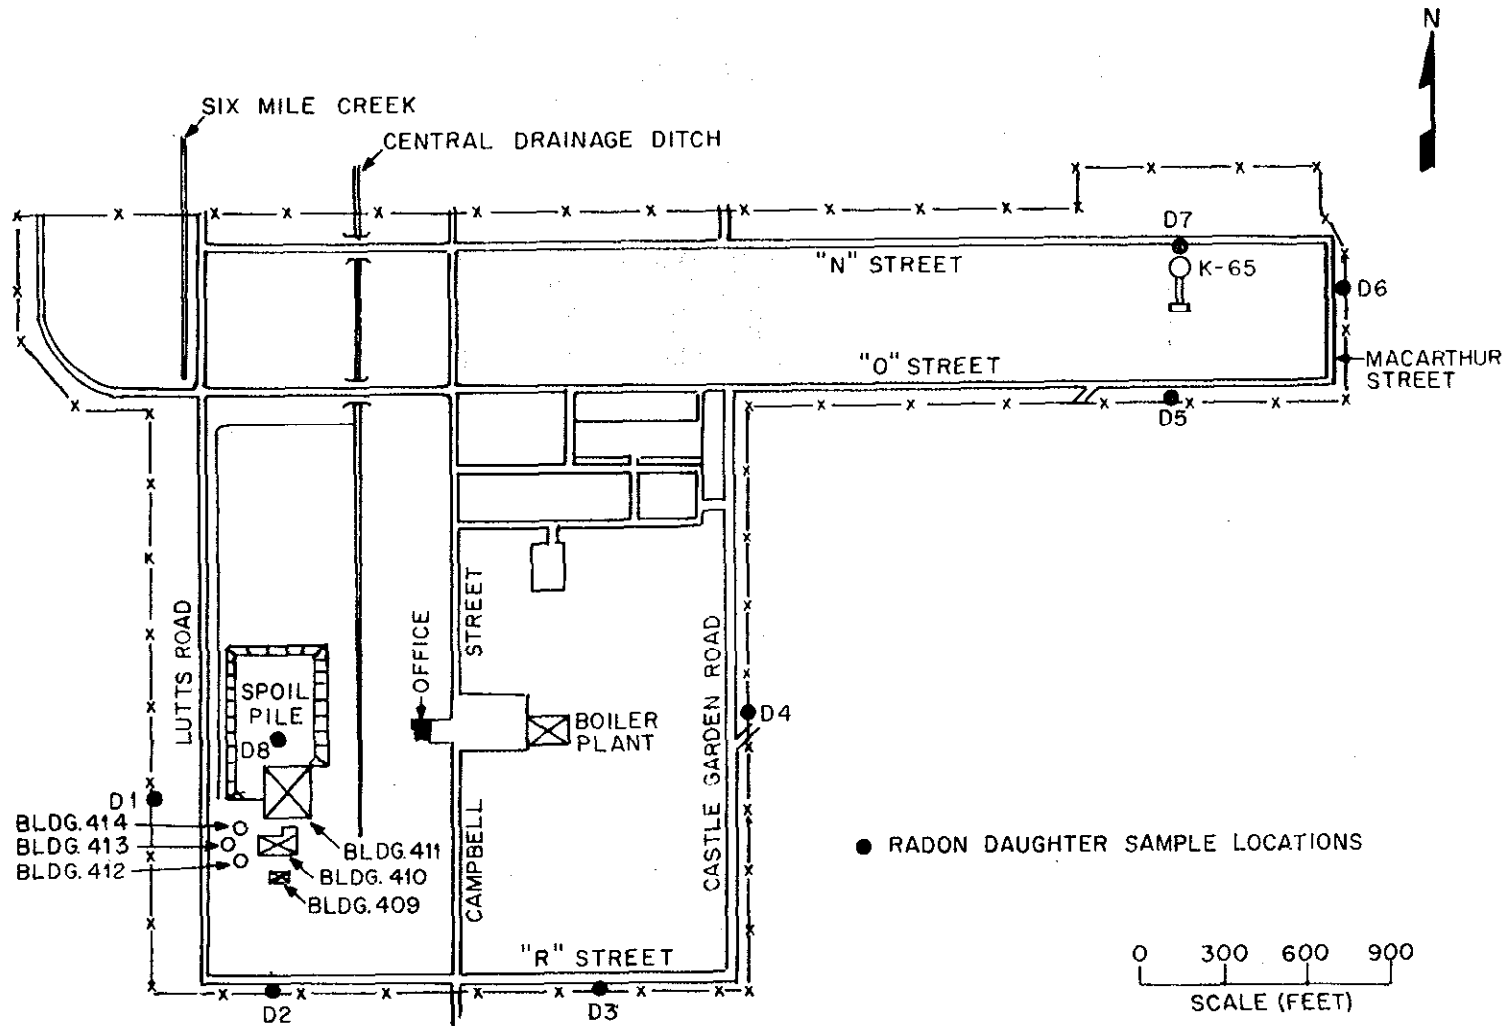 N
SIX MILE CREEK
CENTRAL DRAINAGE DITCH
D7
"N" STREET
K-65
D6
"O" STREET
MACARTHUR
STREET
D5
LUTTS ROAD
OFFICE
CAMPBELL STREET
CASTLE GARDEN ROAD
SPOIL
PILE
D8
BOILER
PLANT
D4
D1
BLDG. 414
BLDG. 413
BLDG. 412
BLDG. 411
BLDG. 410
BLDG. 409
RADON DAUGHTER SAMPLE LOCATIONS
"R" STREET
D2
D3
0 300 600 900
SCALE (FEET)